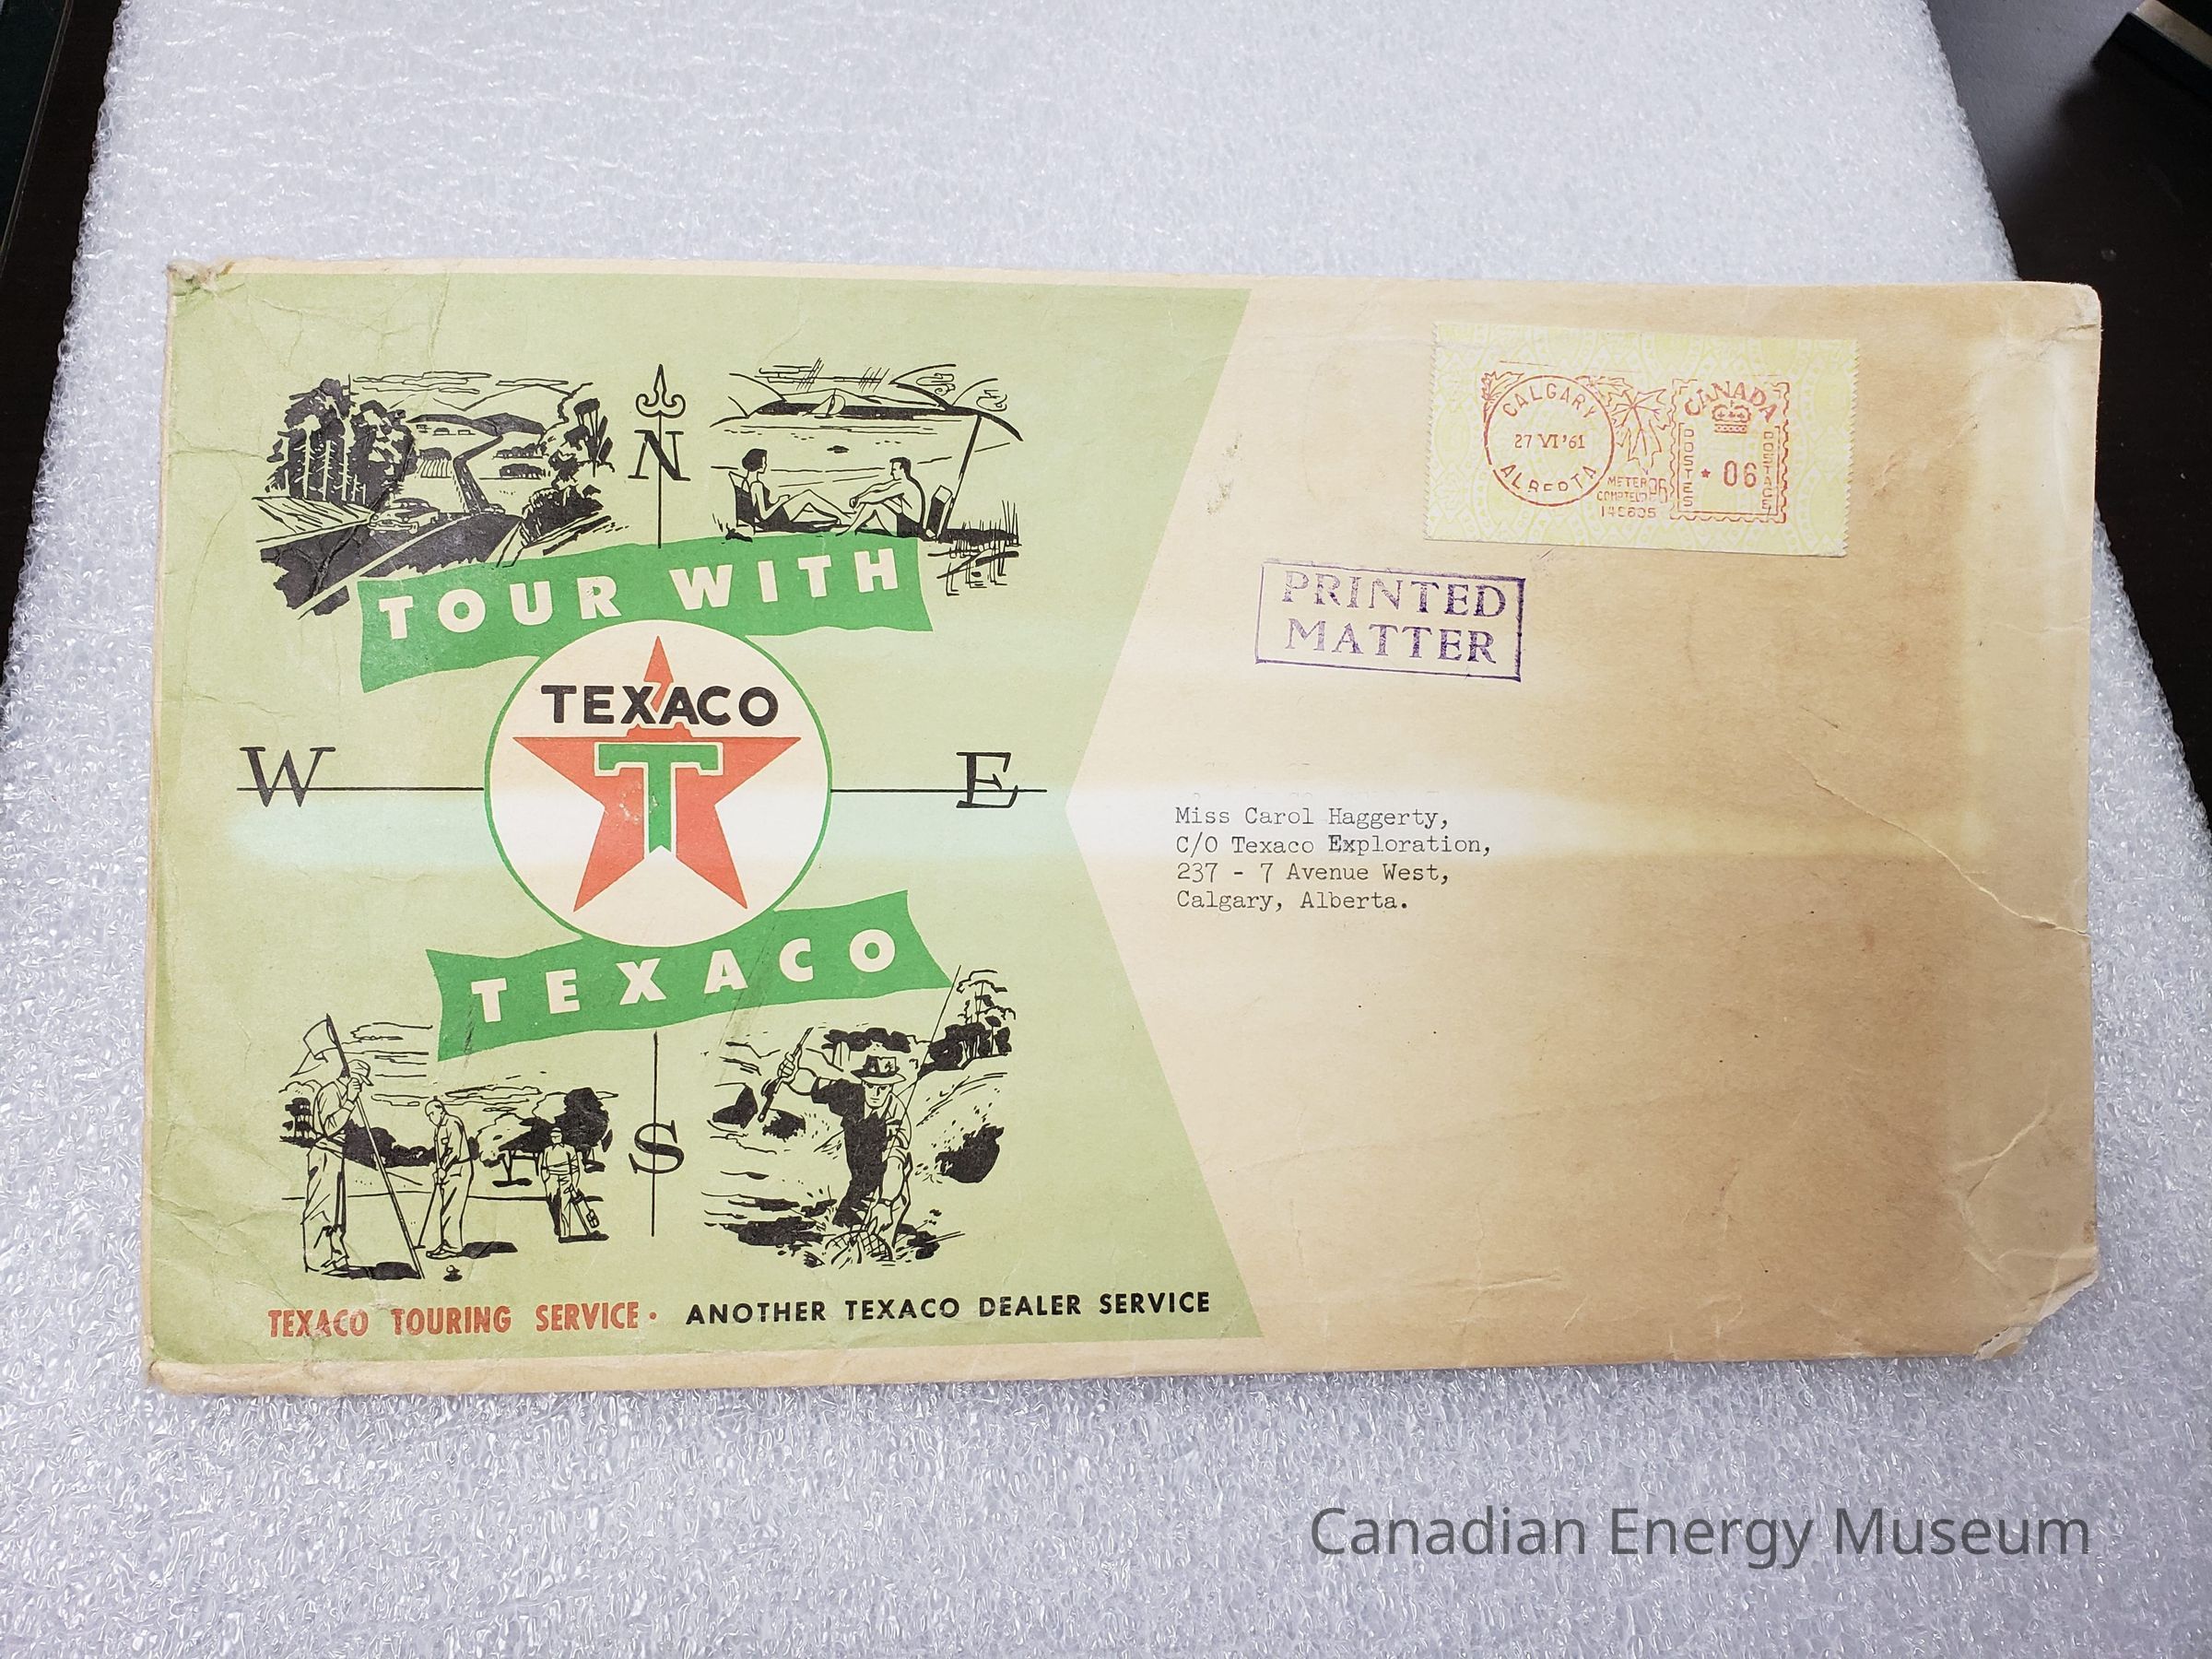 N
TOUR WITH
TEXACO
T
W
E
TEXACO
S
TEXACO TOURING SERVICE · ANOTHER TEXACO DEALER SERVICE
CALGARY
27 VI '61
ALBERTA
METER
CANADA
POSTES
POSTAGE
* 06
PRINTED
MATTER
Miss Carol Haggerty,
C/O Texaco Exploration,
237 - 7 Avenue West,
Calgary, Alberta.
Canadian Energy Museum